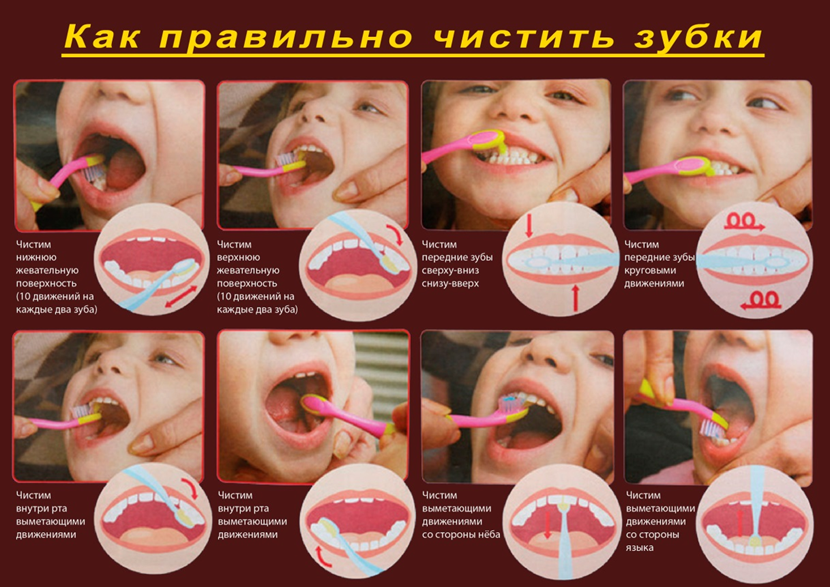 Как правильно чистить зубки
Чистим
нижнюю
жевательную
поверхность
(10 движений на
каждые два зуба)
Чистим
верхнюю
жевательную
поверхность
(10 движений на
каждые два зуба)
Чистим
передние зубы
сверху-вниз
снизу-вверх
Чистим
передние зубы
круговыми
движениями
Чистим
внутри рта
выметающими
движениями
Чистим
внутри рта
выметающими
движениями
Чистим
выметающими
движениями
со стороны нёба
Чистим
выметающими
движениями
со стороны
языка